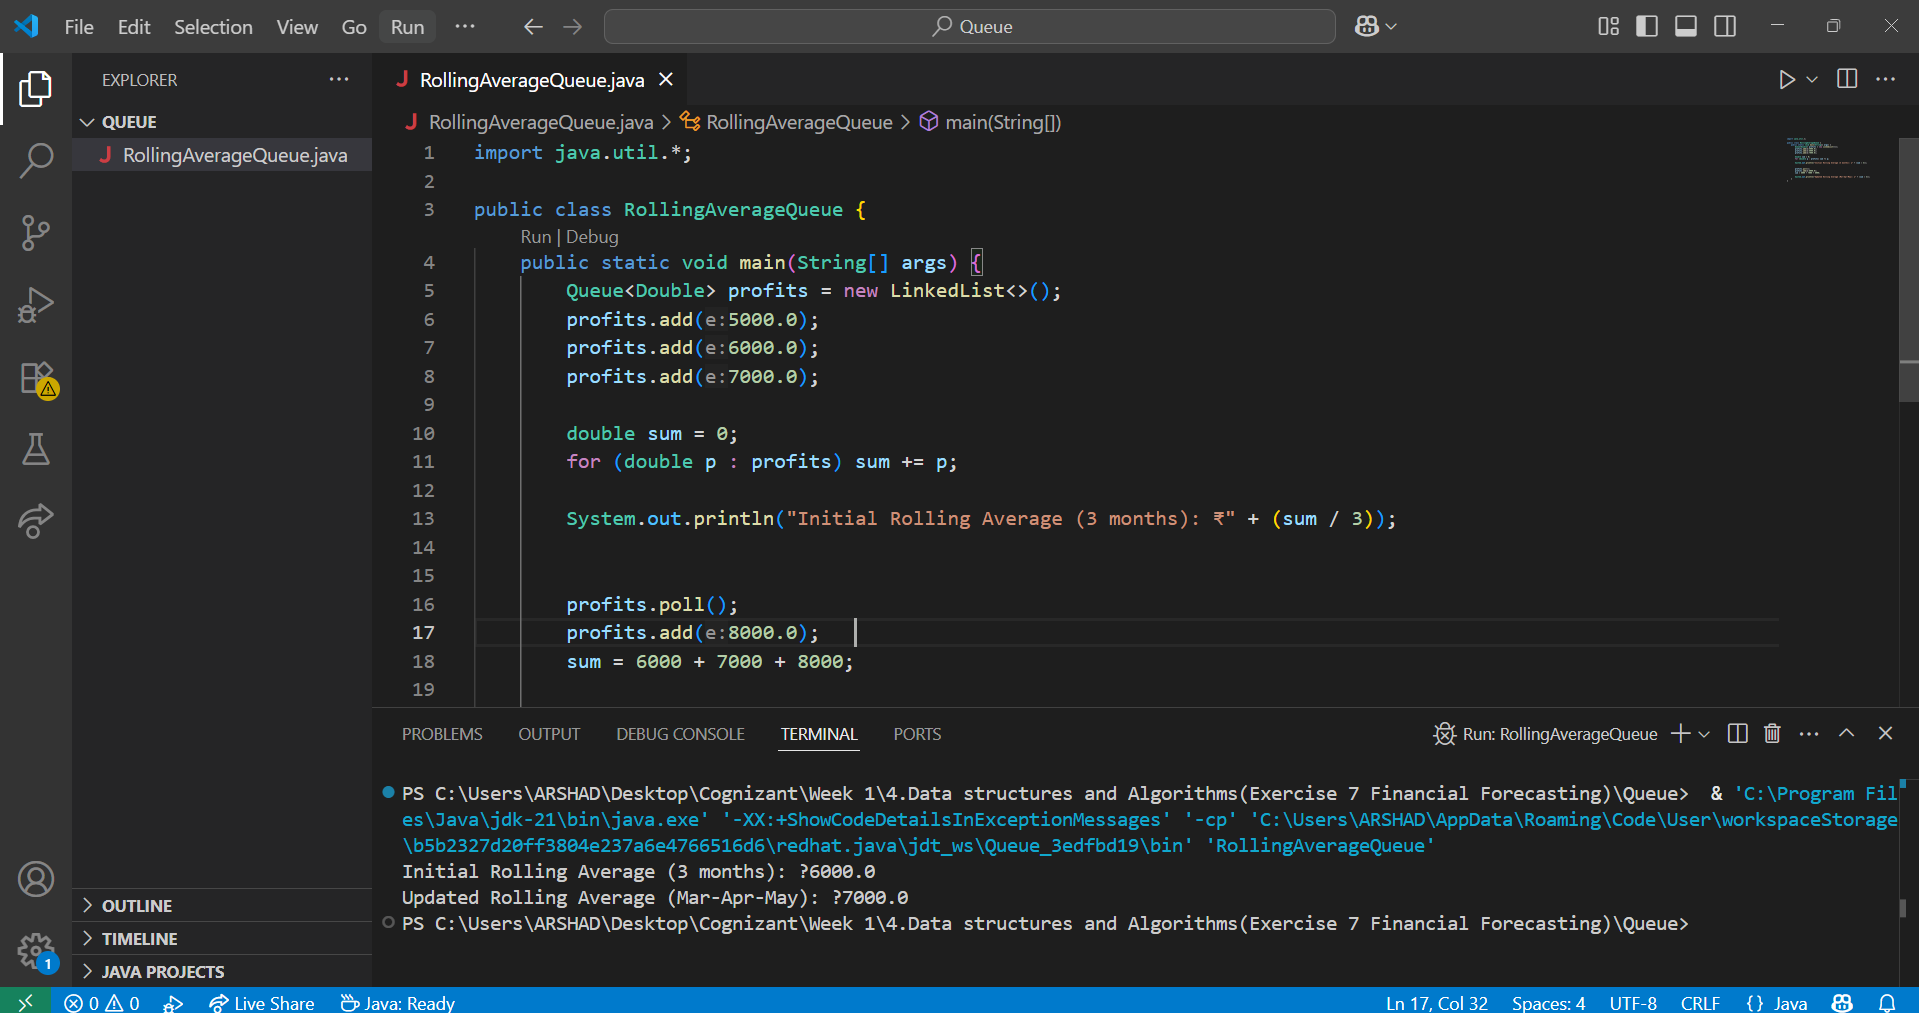 File Edit Selection View Go Run ··· Queue
EXPLORER ···
QUEUE
J RollingAverageQueue.java
OUTLINE
TIMELINE
JAVA PROJECTS
J RollingAverageQueue.java
J RollingAverageQueue.java > RollingAverageQueue > main(String[])
1 import java.util.*;
2
3 public class RollingAverageQueue {
Run | Debug
4 public static void main(String[] args) {
5 Queue<Double> profits = new LinkedList<>();
6 profits.add(e:5000.0);
7 profits.add(e:6000.0);
8 profits.add(e:7000.0);
9
10 double sum = 0;
11 for (double p : profits) sum += p;
12
13 System.out.println("Initial Rolling Average (3 months): ₹" + (sum / 3));
14
15
16 profits.poll();
17 profits.add(e:8000.0);
18 sum = 6000 + 7000 + 8000;
19
PROBLEMS OUTPUT DEBUG CONSOLE TERMINAL PORTS Run: RollingAverageQueue
PS C:\Users\ARSHAD\Desktop\Cognizant\Week 1\4.Data structures and Algorithms(Exercise 7 Financial Forecasting)\Queue> & 'C:\Program Fil
es\Java\jdk-21\bin\java.exe' '-XX:+ShowCodeDetailsInExceptionMessages' '-cp' 'C:\Users\ARSHAD\AppData\Roaming\Code\User\workspaceStorage
\b5b2327d20ff3804e237a6e4766516d6\redhat.java\jdt_ws\Queue_3edfbd19\bin' 'RollingAverageQueue'
Initial Rolling Average (3 months): ?6000.0
Updated Rolling Average (Mar-Apr-May): ?7000.0
PS C:\Users\ARSHAD\Desktop\Cognizant\Week 1\4.Data structures and Algorithms(Exercise 7 Financial Forecasting)\Queue>
1
0 0 Live Share Java: Ready Ln 17, Col 32 Spaces: 4 UTF-8 CRLF {} Java